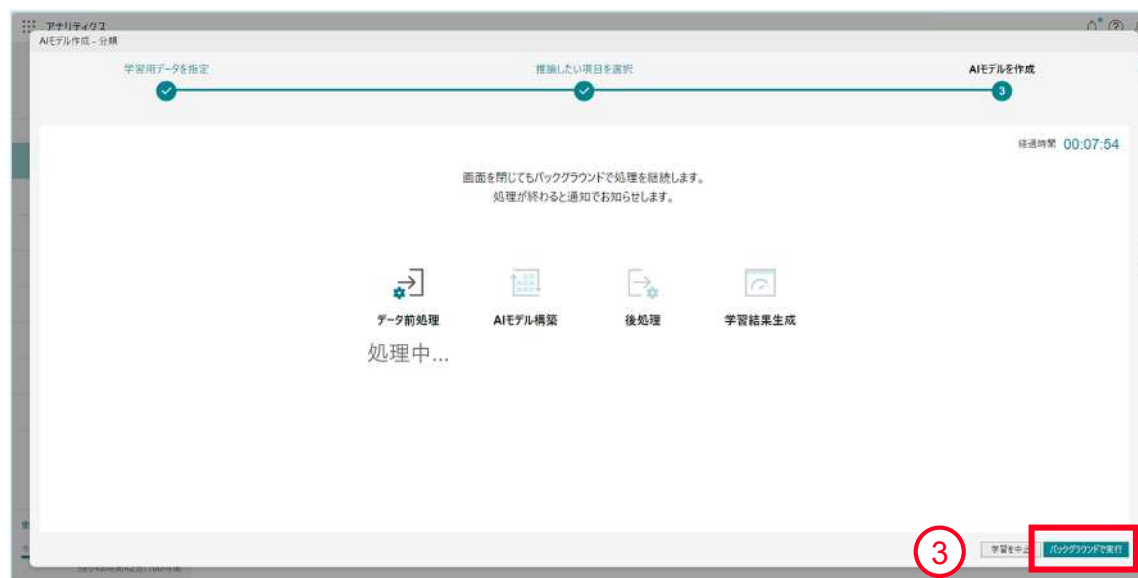 アナリティクス
AIモデル作成 - 分類
学習用データを指定
推論したい項目を選択
AIモデルを作成
3
経過時間 00:07:54
画面を閉じてもバックグラウンドで処理を継続します。
処理が終わると通知でお知らせします。
データ前処理
AIモデル構築
後処理
学習結果生成
処理中...
3
学習を中止
バックグラウンドで実行